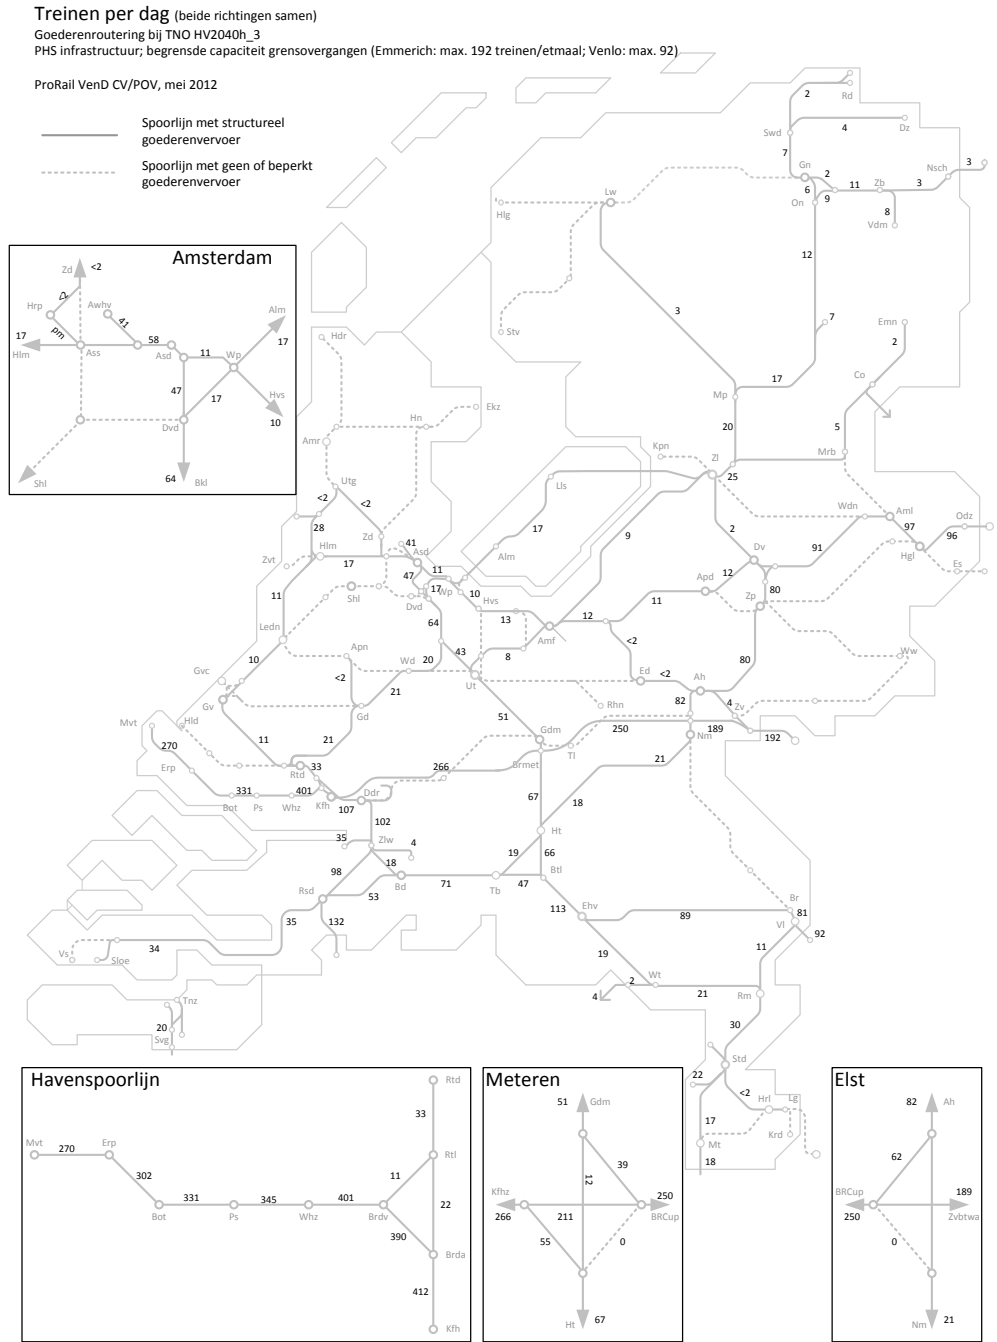 Treinen per dag (beide richtingen samen)
Goederenroutering bij TNO HV2040h_3
PHS infrastructuur; begrensde capaciteit grensovergangen (Emmerich: max. 192 treinen/etmaal; Venlo: max. 92)
ProRail VenD CV/POV, mei 2012
Spoorlijn met structureel
goederenvervoer
Spoorlijn met geen of beperkt
goederenvervoer
2
Rd
Swd
4
Dz
7
Gn
2
Nsch
3
6
11
Zb
3
On
9
8
Vdm
Lw
Hlg
12
3
7
Emn
2
Stv
Co
17
Mp
5
20
Mrb
Kpn
Zl
25
Amsterdam
Zd
<2
Hrp
<2
Awhv
41
Alm
17
pm
58
17
Hlm
Ass
Asd
11
Wp
47
17
Hvs
10
Dvd
Shl
64
Bkl
Hdr
Ekz
Hn
Amr
Utg
<2
<2
28
Lls
17
Wdn
Aml
97
Odz
96
Hgl
Es
Zvt
Hlm
17
Zd
41
Asd
11
47
Alm
9
2
Dv
91
Apd
12
80
Zp
11
Shl
Dvd
17
Wp
10
Hvs
13
Amf
12
11
64
Ledn
Apn
Wd
20
43
8
<2
Ww
80
10
Gvc
Gv
<2
21
Ut
Ed
<2
Ah
Rhn
82
4
Zv
Gd
Mvt
Hld
51
Gdm
250
189
192
Nm
270
11
21
Tl
Erp
Rtd
33
266
Brmet
21
331
401
Bot
Ps
Whz
Kfh
Ddr
107
67
18
102
35
Zlw
4
Ht
98
18
19
66
Rsd
53
Bd
71
Tb
47
Btl
35
132
113
Ehv
89
Br
81
Vl
92
Vs
34
Sloe
19
11
Wt
2
4
21
Rm
Tnz
20
Svg
30
Std
22
<2
Hrl
Lg
17
Mt
Krd
18
Havenspoorlijn
Rtd
33
Mvt
270
Erp
Rtl
302
11
331
345
401
22
Bot
Ps
Whz
Brdv
390
Brda
412
Kfh
Meteren
51
Gdm
39
12
Kfhz
250
266
211
BRCup
55
0
Ht
67
Elst
82
Ah
62
BRCup
189
250
Zvbtwa
0
Nm
21